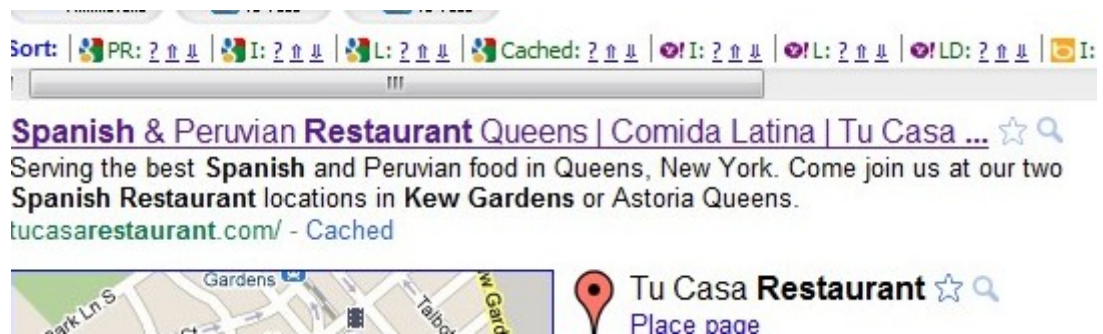 Sort: PR: ? I: ? L: ? Cached: ? Y! I: ? Y! L: ? Y! LD: ? I:
Spanish & Peruvian Restaurant Queens | Comida Latina | Tu Casa ...
Serving the best Spanish and Peruvian food in Queens, New York. Come join us at our two
Spanish Restaurant locations in Kew Gardens or Astoria Queens.
tucasarestaurant.com/ - Cached
Gardens
Tu Casa Restaurant
Place page
Park Ln S
Talbot
w Gard